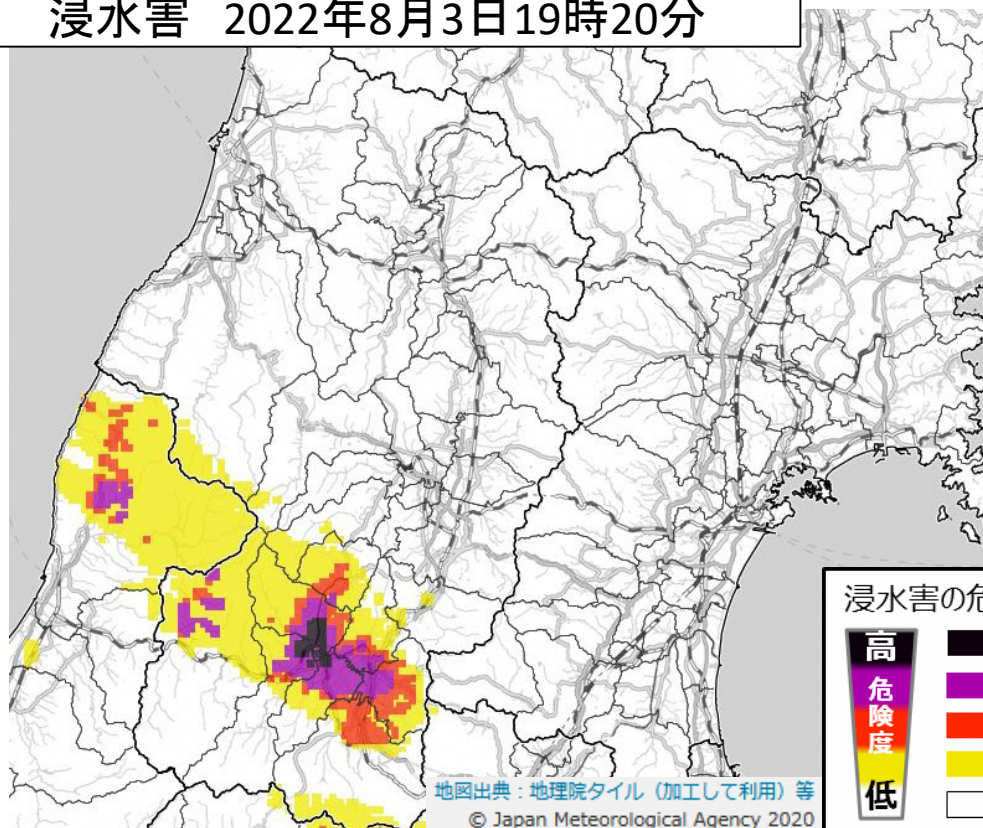 浸水害 2022年8月3日19時20分
浸水害の危
高
危
険
度
低
地図出典：地理院タイル（加工して利用）等
© Japan Meteorological Agency 2020